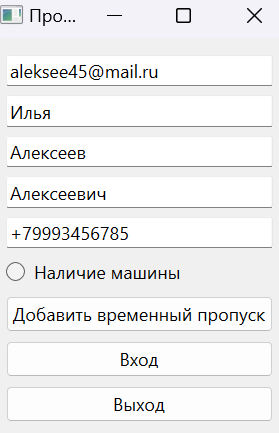 Про...
aleksee45@mail.ru
Илья
Алексеев
Алексеевич
+79993456785
Наличие машины
Добавить временный пропуск
Вход
Выход